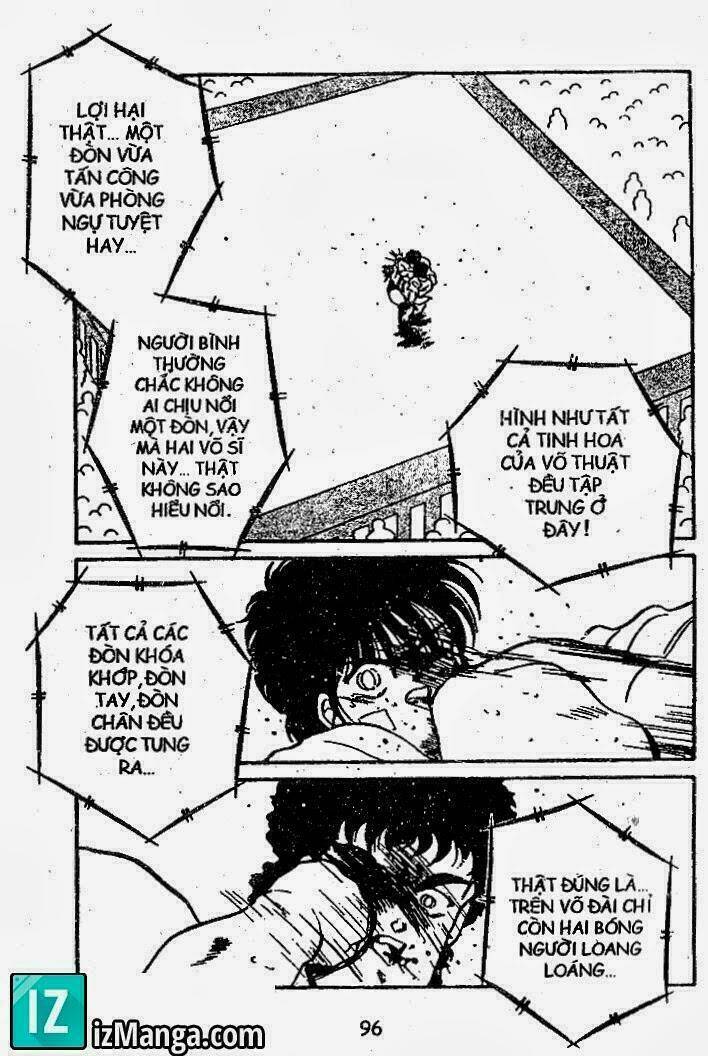 LỢI HẠI
THẬT... MỘT
ĐÒN VỪA
TẤN CÔNG
VỪA PHÒNG
NGỰ TUYỆT
HAY...
NGƯỜI BÌNH
THƯỜNG
CHẮC KHÔNG
AI CHỊU NỔI
MỘT ĐÒN, VẬY
MÀ HAI VÕ SĨ
NÀY... THẬT
KHÔNG SAO
HIỂU NỔI.
HÌNH NHƯ TẤT
CẢ TINH HOA
CỦA VÕ THUẬT
ĐỀU TẬP
TRUNG Ở
ĐÂY!
TẤT CẢ CÁC
ĐÒN KHÓA
KHỚP, ĐÒN
TAY, ĐÒN
CHÂN ĐỀU
ĐƯỢC TUNG
RA...
THẬT ĐÚNG LÀ...
TRÊN VÕ ĐÀI CHỈ
CÒN HAI BÓNG
NGƯỜI LÒANG
LOÁNG...
IZ
izManga.com
96